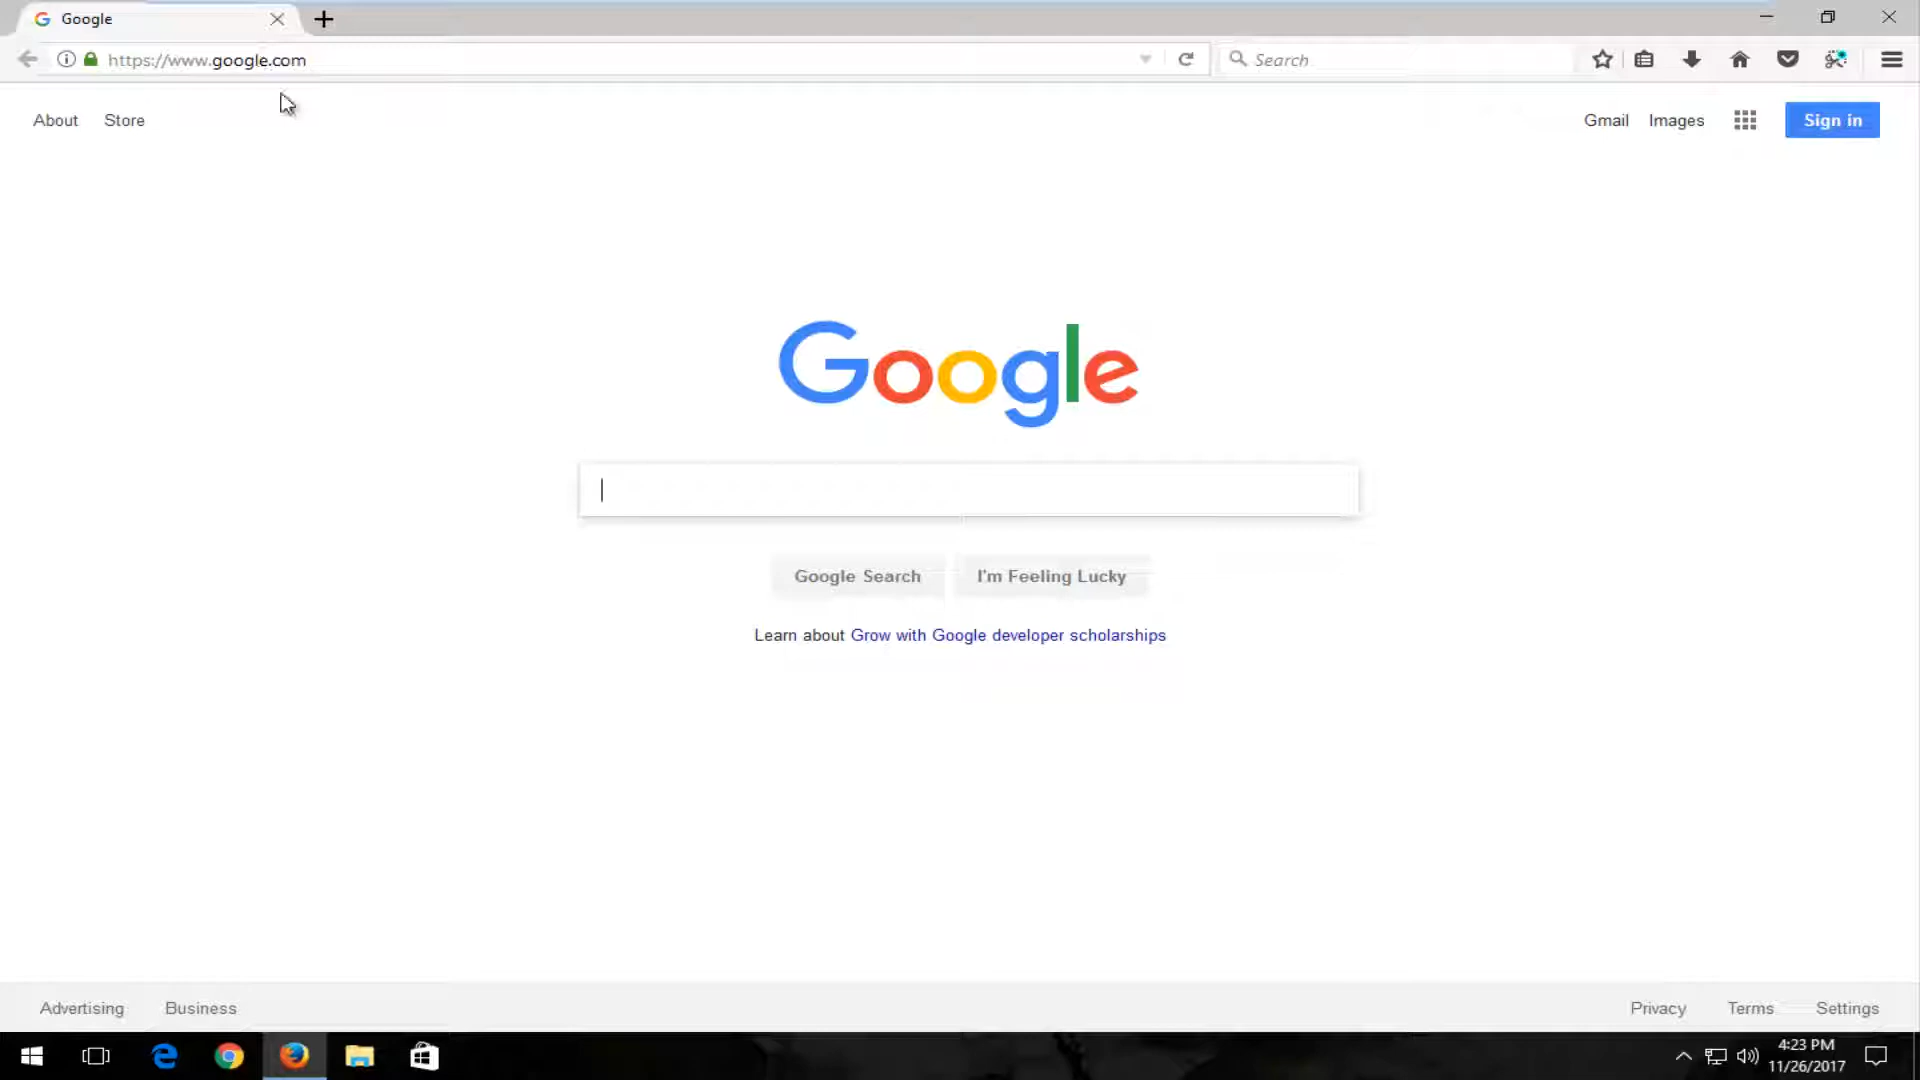 Google
https://www.google.com
Search
About Store
Gmail Images Sign in
Google
Google Search I'm Feeling Lucky
Learn about Grow with Google developer scholarships
Advertising Business
Privacy Terms Settings
4:23 PM
11/26/2017